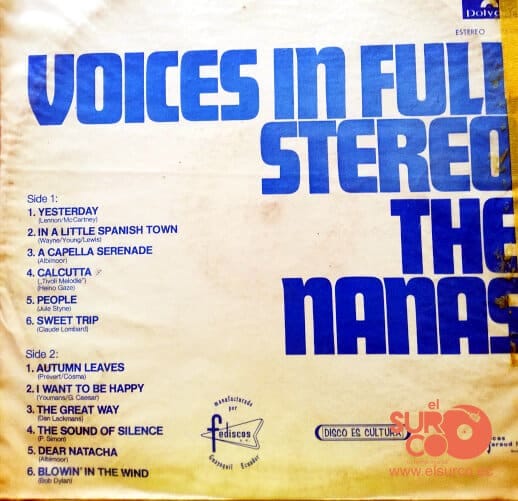 Polydo
ESTEREO
VOICES IN FULL
STEREO
THE
NANAS
Side 1:
1. YESTERDAY
(Lennon/McCartney)
2. IN A LITTLE SPANISH TOWN
(Wayne/Young/Lewis)
3. A CAPELLA SERENADE
(Albimoor)
4. CALCUTTA
(„Tivoli Melodie")
(Heino Gaze)
5. PEOPLE
(Jule Styne)
6. SWEET TRIP
(Claude Lombard)
Side 2:
1. AUTUMN LEAVES
(Prévert/Cosma)
2. I WANT TO BE HAPPY
(Youmans/G. Caesar)
3. THE GREAT WAY
(Dan Lackmans)
4. THE SOUND OF SILENCE
(P. Simon)
5. DEAR NATACHA
(Albimoor)
6. BLOWIN' IN THE WIND
(Bob Dylan)
manufacturado
por
fediscos
Guayaquil Ecuador
DISCO ES CULTURA
el
SURCO
www.elsurco.ec